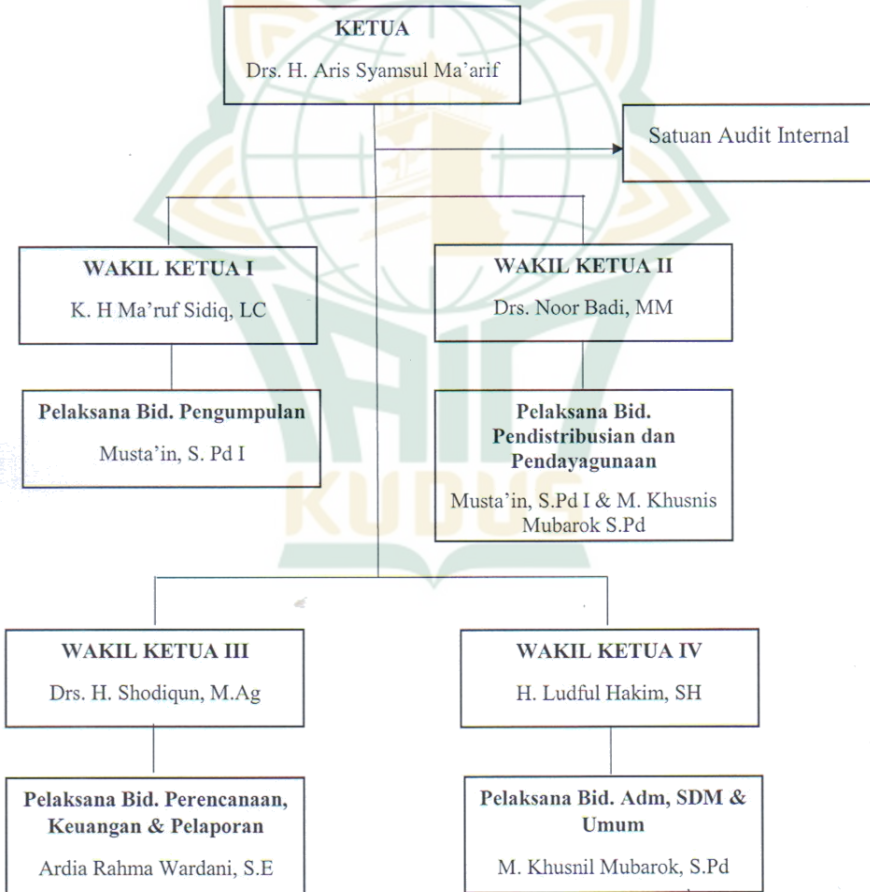 KETUA
Drs. H. Aris Syamsul Ma'arif
Satuan Audit Internal
WAKIL KETUA I
K. H Ma'ruf Sidiq, LC
WAKIL KETUA II
Drs. Noor Badi, MM
Pelaksana Bid. Pengumpulan
Musta'in, S. Pd I
Pelaksana Bid.
Pendistribusian dan
Pendayagunaan
Musta'in, S.Pd I & M. Khusnis
Mubarok S.Pd
IAIN
KUDUS
WAKIL KETUA III
Drs. H. Shodiqun, M.Ag
WAKIL KETUA IV
H. Ludful Hakim, SH
Pelaksana Bid. Perencanaan,
Keuangan & Pelaporan
Ardia Rahma Wardani, S.E
Pelaksana Bid. Adm, SDM &
Umum
M. Khusnil Mubarok, S.Pd